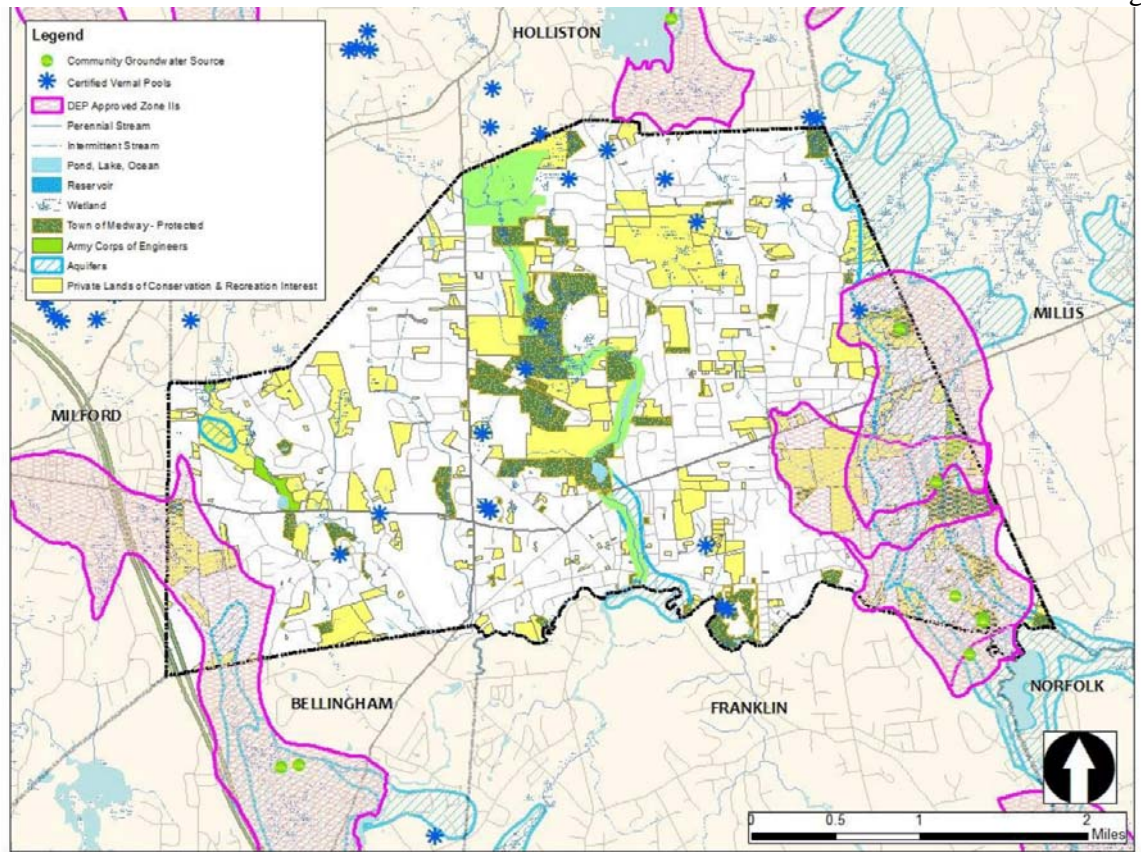 HOLLISTON
Legend
Community Groundwater Source
Certified Vernal Pools
DEP Approved Zone IIs
Perennial Stream
Intermittent Stream
Pond, Lake, Ocean
Reservoir
Wetland
Town of Medway - Protected
Army Corps of Engineers
Aquifers
Private Lands of Conservation & Recreation Interest
MILLIS
MILFORD
BELLINGHAM
FRANKLIN
NORFOLK
0 0.5 1 2
Miles